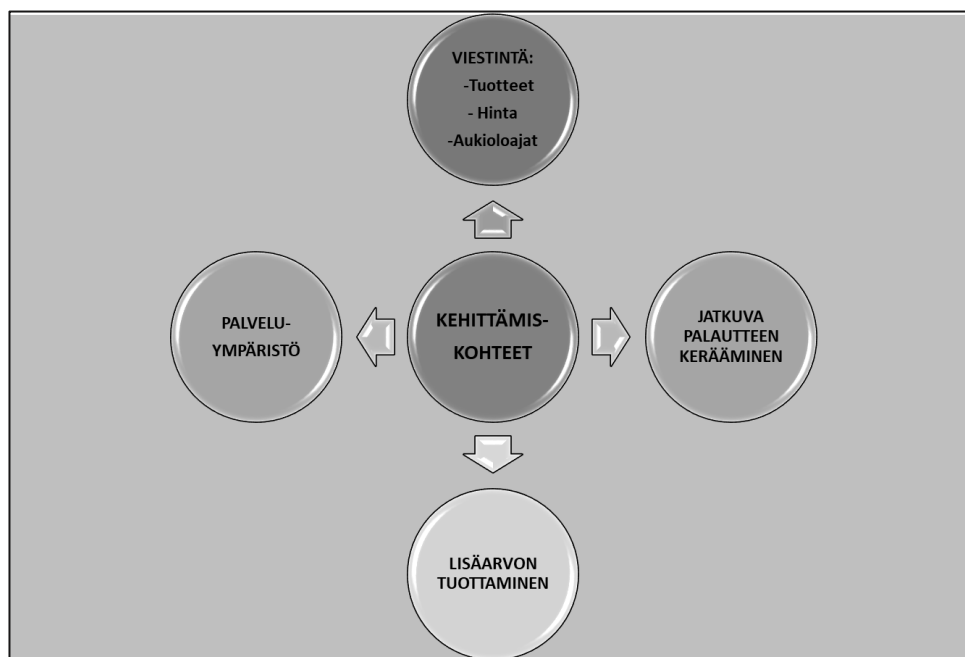 VIESTINTÄ:
-Tuotteet
- Hinta
-Aukioloajat
PALVELU-
YMPÄRISTÖ
KEHITTÄMIS-
KOHTEET
JATKUVA
PALAUTTEEN
KERÄÄMINEN
LISÄARVON
TUOTTAMINEN